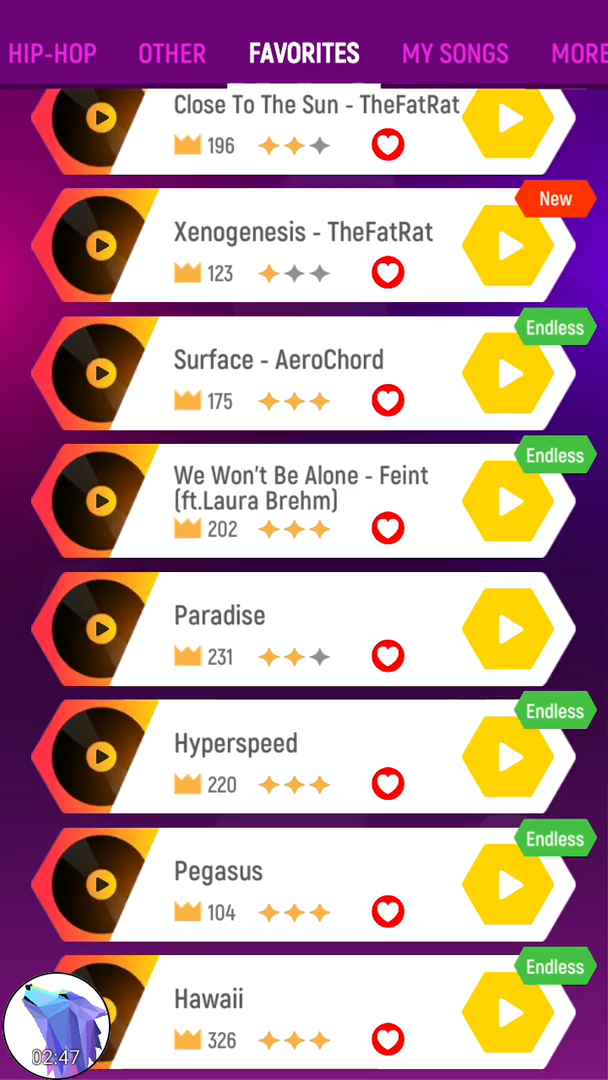 HIP-HOP OTHER FAVORITES MY SONGS MORE
Close To The Sun - TheFatRat
196
New
Xenogenesis - TheFatRat
123
Endless
Surface - AeroChord
175
Endless
We Won't Be Alone - Feint
(ft.Laura Brehm)
202
Paradise
231
Endless
Hyperspeed
220
Endless
Pegasus
104
Endless
Hawaii
326
02:47